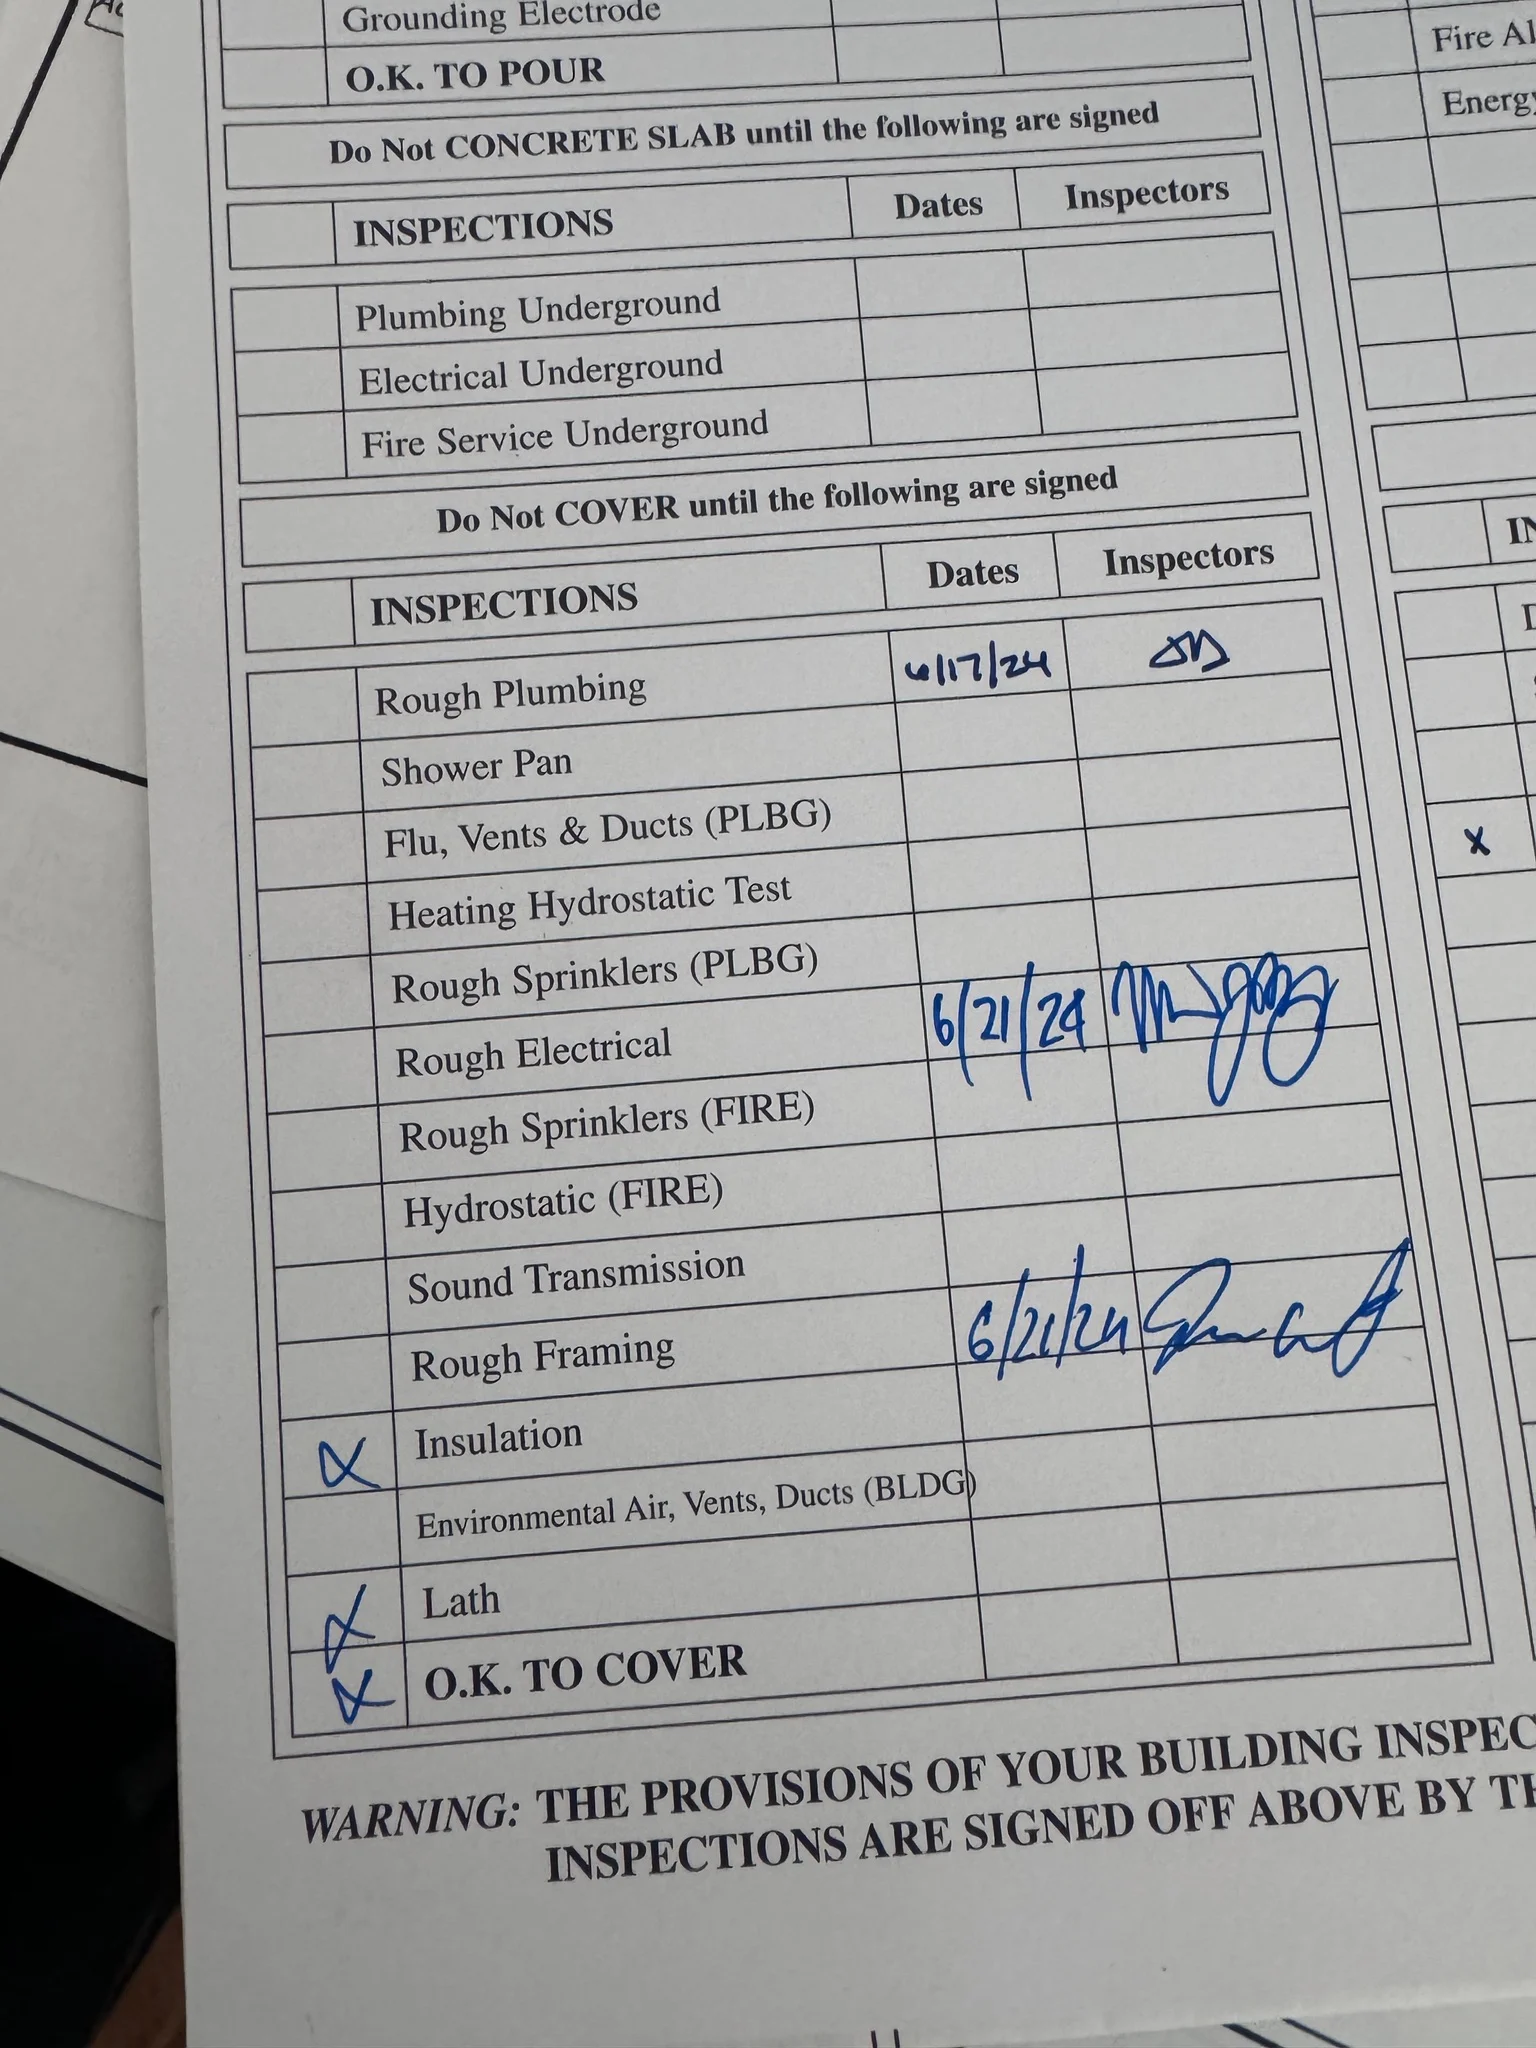 Grounding Electrode
O.K. TO POUR
Do Not CONCRETE SLAB until the following are signed
INSPECTIONS Dates Inspectors
Plumbing Underground
Electrical Underground
Fire Service Underground
Do Not COVER until the following are signed
INSPECTIONS Dates Inspectors
Rough Plumbing 6/17/24
Shower Pan
Flu, Vents & Ducts (PLBG)
Heating Hydrostatic Test
Rough Sprinklers (PLBG)
Rough Electrical 6/21/24
Rough Sprinklers (FIRE)
Hydrostatic (FIRE)
Sound Transmission
Rough Framing 6/21/24
X Insulation
Environmental Air, Vents, Ducts (BLDG)
X Lath
X O.K. TO COVER
WARNING: THE PROVISIONS OF YOUR BUILDING INSPEC
INSPECTIONS ARE SIGNED OFF ABOVE BY TH
Fire Al
Energy
IN
X